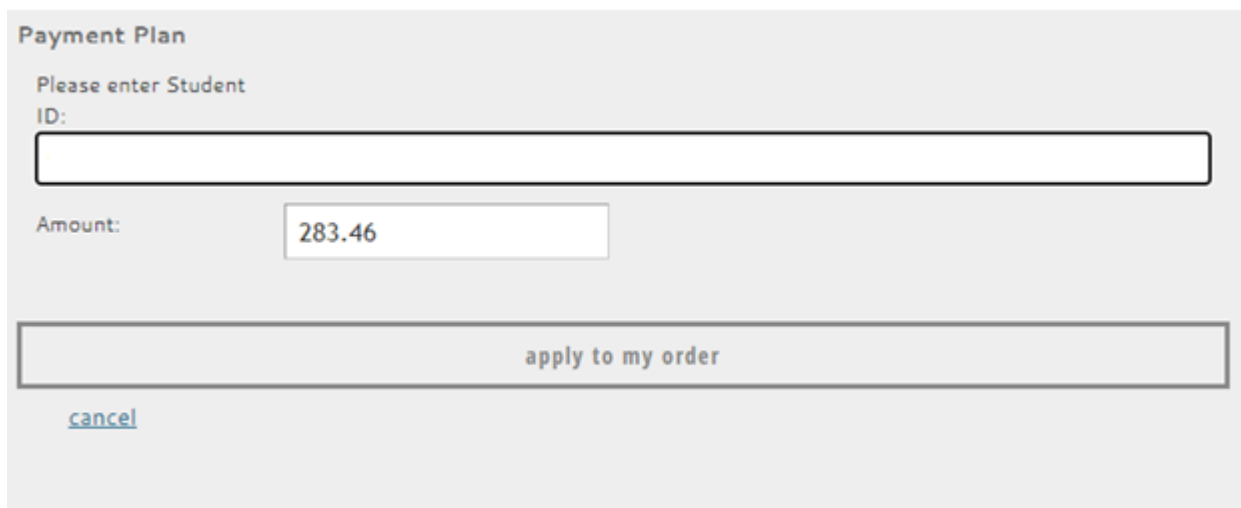 Payment Plan
Please enter Student
ID:
Amount:
283.46
apply to my order
cancel